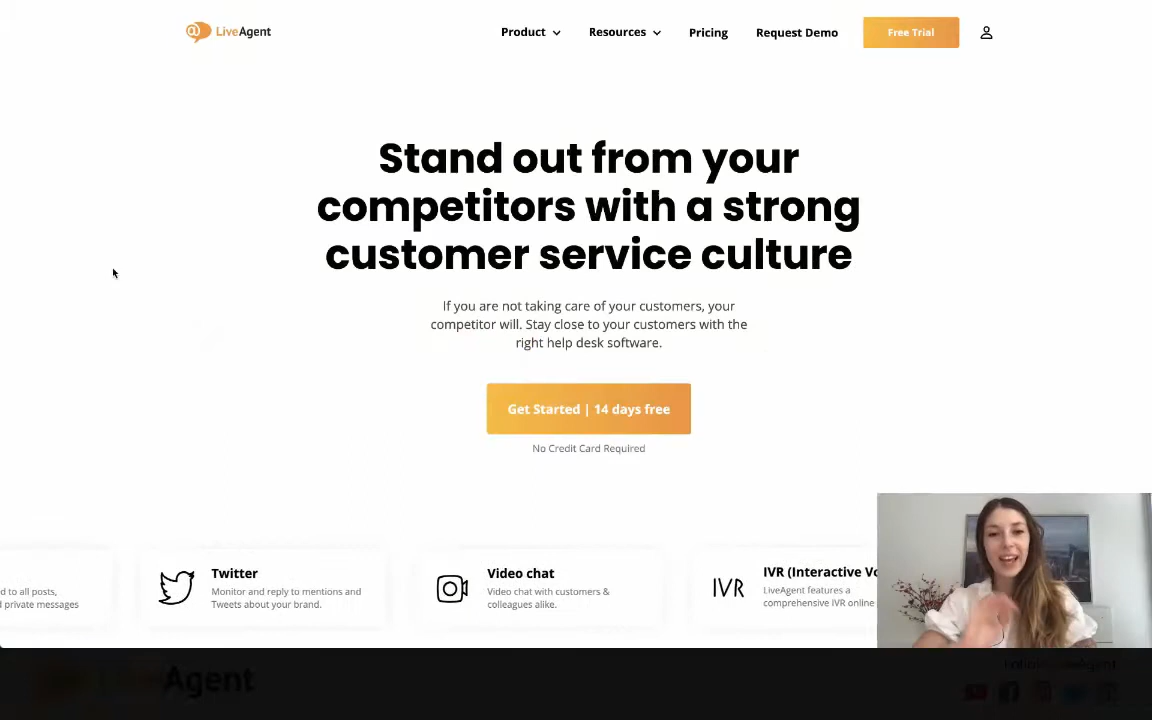 LiveAgent
Product
Resources
Pricing
Request Demo
Free Trial
Stand out from your
competitors with a strong
customer service culture
If you are not taking care of your customers, your
competitor will. Stay close to your customers with the
right help desk software.
Get Started | 14 days free
No Credit Card Required
d to all posts,
private messages
Twitter
Monitor and reply to mentions and
Tweets about your brand.
Video chat
Video chat with customers &
colleagues alike.
IVR
IVR (Interactive Vo
LiveAgent features a
comprehensive IVR online
LiveAgent